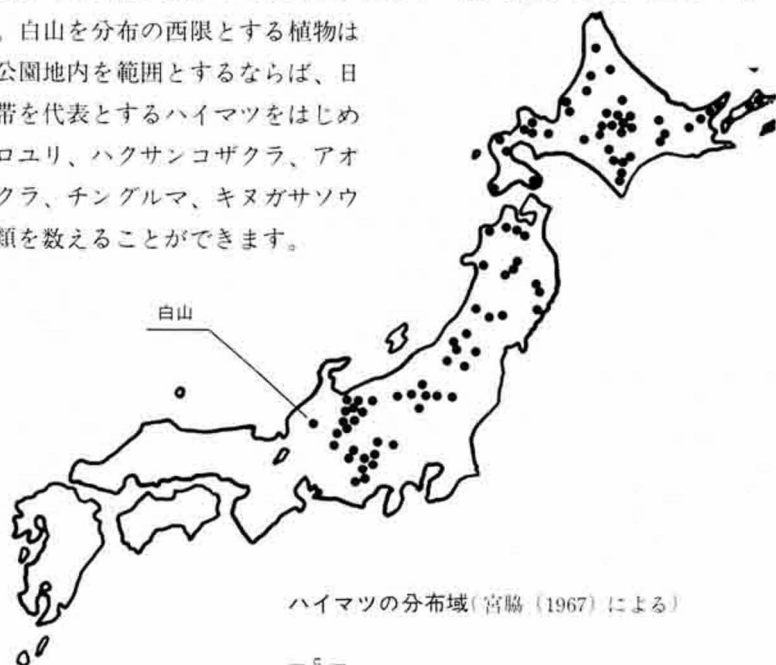 。白山を分布の西限とする植物は
公園地内を範囲とするならば、日
帯を代表とするハイマツをはじめ
ロユリ、ハクサンコザクラ、アオ
クラ、チングルマ、キヌガサソウ
類を数えることができます。
白山
ハイマツの分布域(宮脇(1967)による)